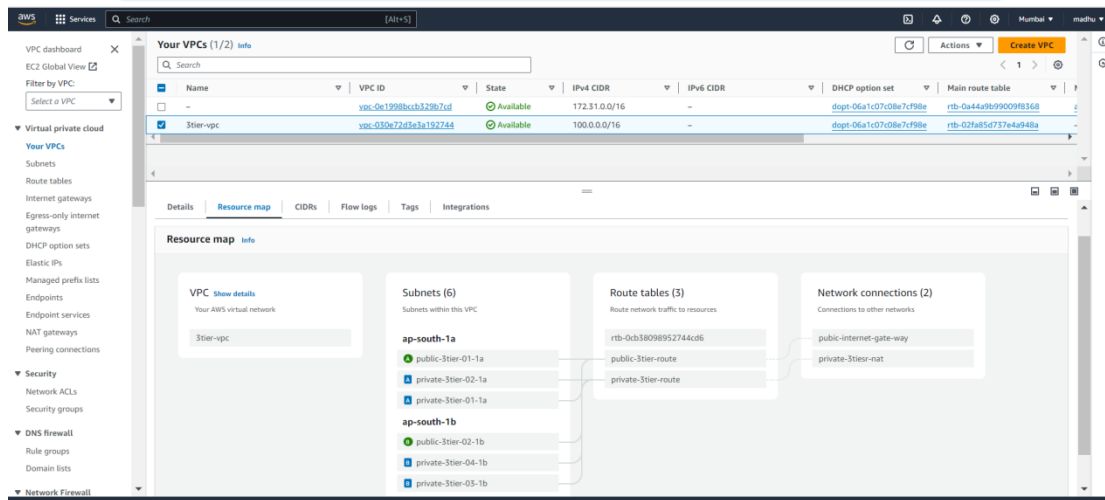 aws Services Search [Alt+S] Mumbai madhu
VPC dashboard
EC2 Global View
Filter by VPC:
Select a VPC
Virtual private cloud
Your VPCs
Subnets
Route tables
Internet gateways
Egress-only internet
gateways
DHCP option sets
Elastic IPs
Managed prefix lists
Endpoints
Endpoint services
NAT gateways
Peering connections
Security
Network ACLs
Security groups
DNS firewall
Rule groups
Domain lists
Network Firewall
Your VPCs (1/2) Info Actions Create VPC
Search 1
Name VPC ID State IPv4 CIDR IPv6 CIDR DHCP option set Main route table
– vpc-0e1998bccb329b7cd Available 172.31.0.0/16 – dopt-06a1c07c08e7cf98e rtb-0a44a9b99009f8368
3tier-vpc vpc-030e72d3e3a192744 Available 100.0.0.0/16 – dopt-06a1c07c08e7cf98e rtb-02fa85d737e4a948a
Details Resource map CIDRs Flow logs Tags Integrations
Resource map Info
VPC Show details
Your AWS virtual network
3tier-vpc
Subnets (6)
Subnets within this VPC
ap-south-1a
A public-3tier-01-1a
A private-3tier-02-1a
A private-3tier-01-1a
ap-south-1b
B public-3tier-02-1b
B private-3tier-04-1b
B private-3tier-03-1b
Route tables (3)
Route network traffic to resources
rtb-0cb38098952744cd6
public-3tier-route
private-3tier-route
Network connections (2)
Connections to other networks
pubic-internet-gate-way
private-3tiesr-nat